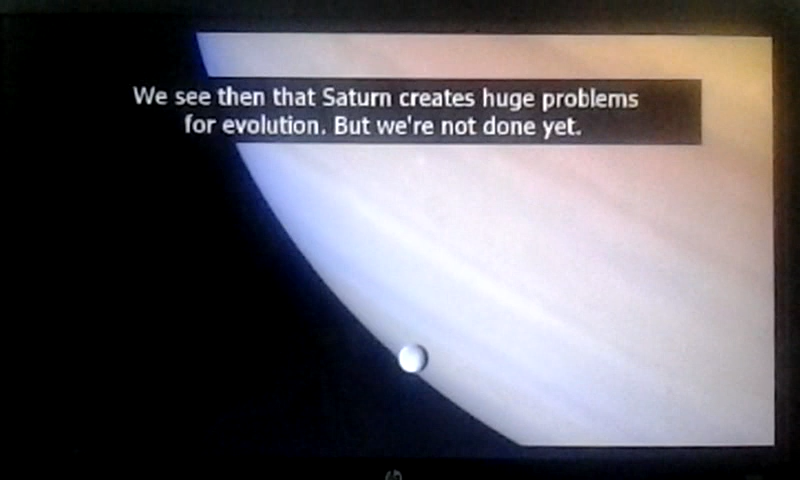 We see then that Saturn creates huge problems
for evolution. But we're not done yet.